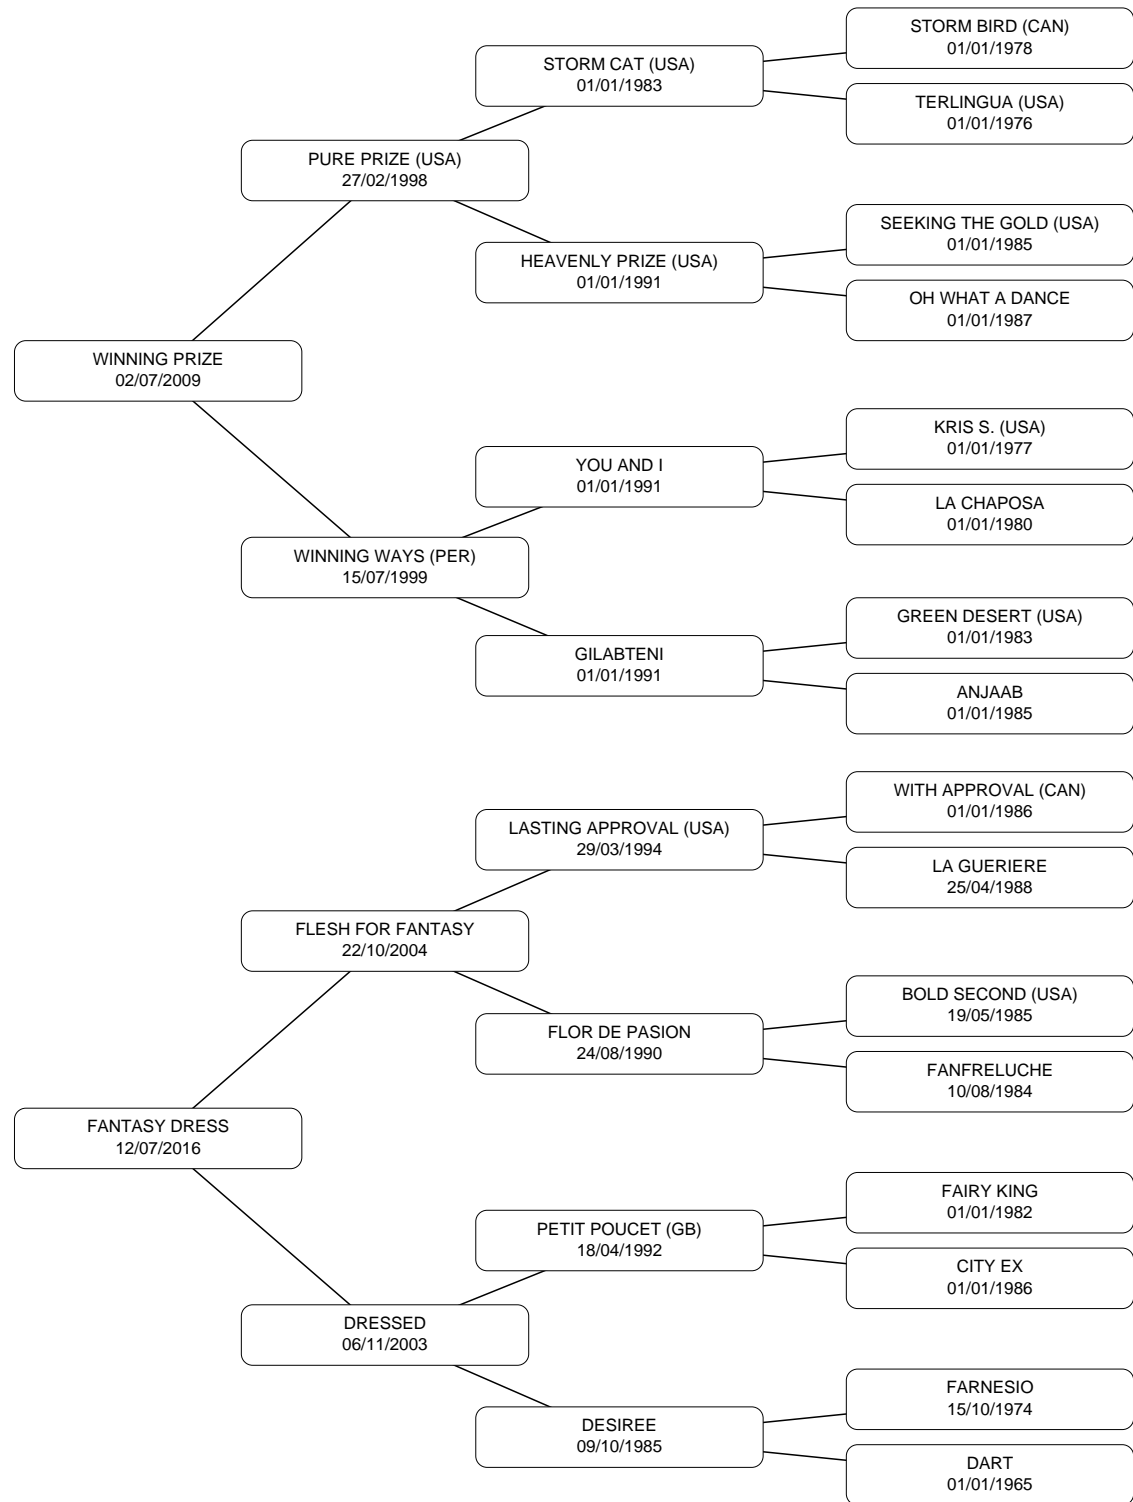 STORM BIRD (CAN)
01/01/1978
STORM CAT (USA)
01/01/1983
TERLINGUA (USA)
01/01/1976
PURE PRIZE (USA)
27/02/1998
SEEKING THE GOLD (USA)
01/01/1985
HEAVENLY PRIZE (USA)
01/01/1991
OH WHAT A DANCE
01/01/1987
WINNING PRIZE
02/07/2009
KRIS S. (USA)
01/01/1977
YOU AND I
01/01/1991
LA CHAPOSA
01/01/1980
WINNING WAYS (PER)
15/07/1999
GREEN DESERT (USA)
01/01/1983
GILABTENI
01/01/1991
ANJAAB
01/01/1985
WITH APPROVAL (CAN)
01/01/1986
LASTING APPROVAL (USA)
29/03/1994
LA GUERIERE
25/04/1988
FLESH FOR FANTASY
22/10/2004
BOLD SECOND (USA)
19/05/1985
FLOR DE PASION
24/08/1990
FANFRELUCHE
10/08/1984
FANTASY DRESS
12/07/2016
FAIRY KING
01/01/1982
PETIT POUCET (GB)
18/04/1992
CITY EX
01/01/1986
DRESSED
06/11/2003
FARNESIO
15/10/1974
DESIREE
09/10/1985
DART
01/01/1965